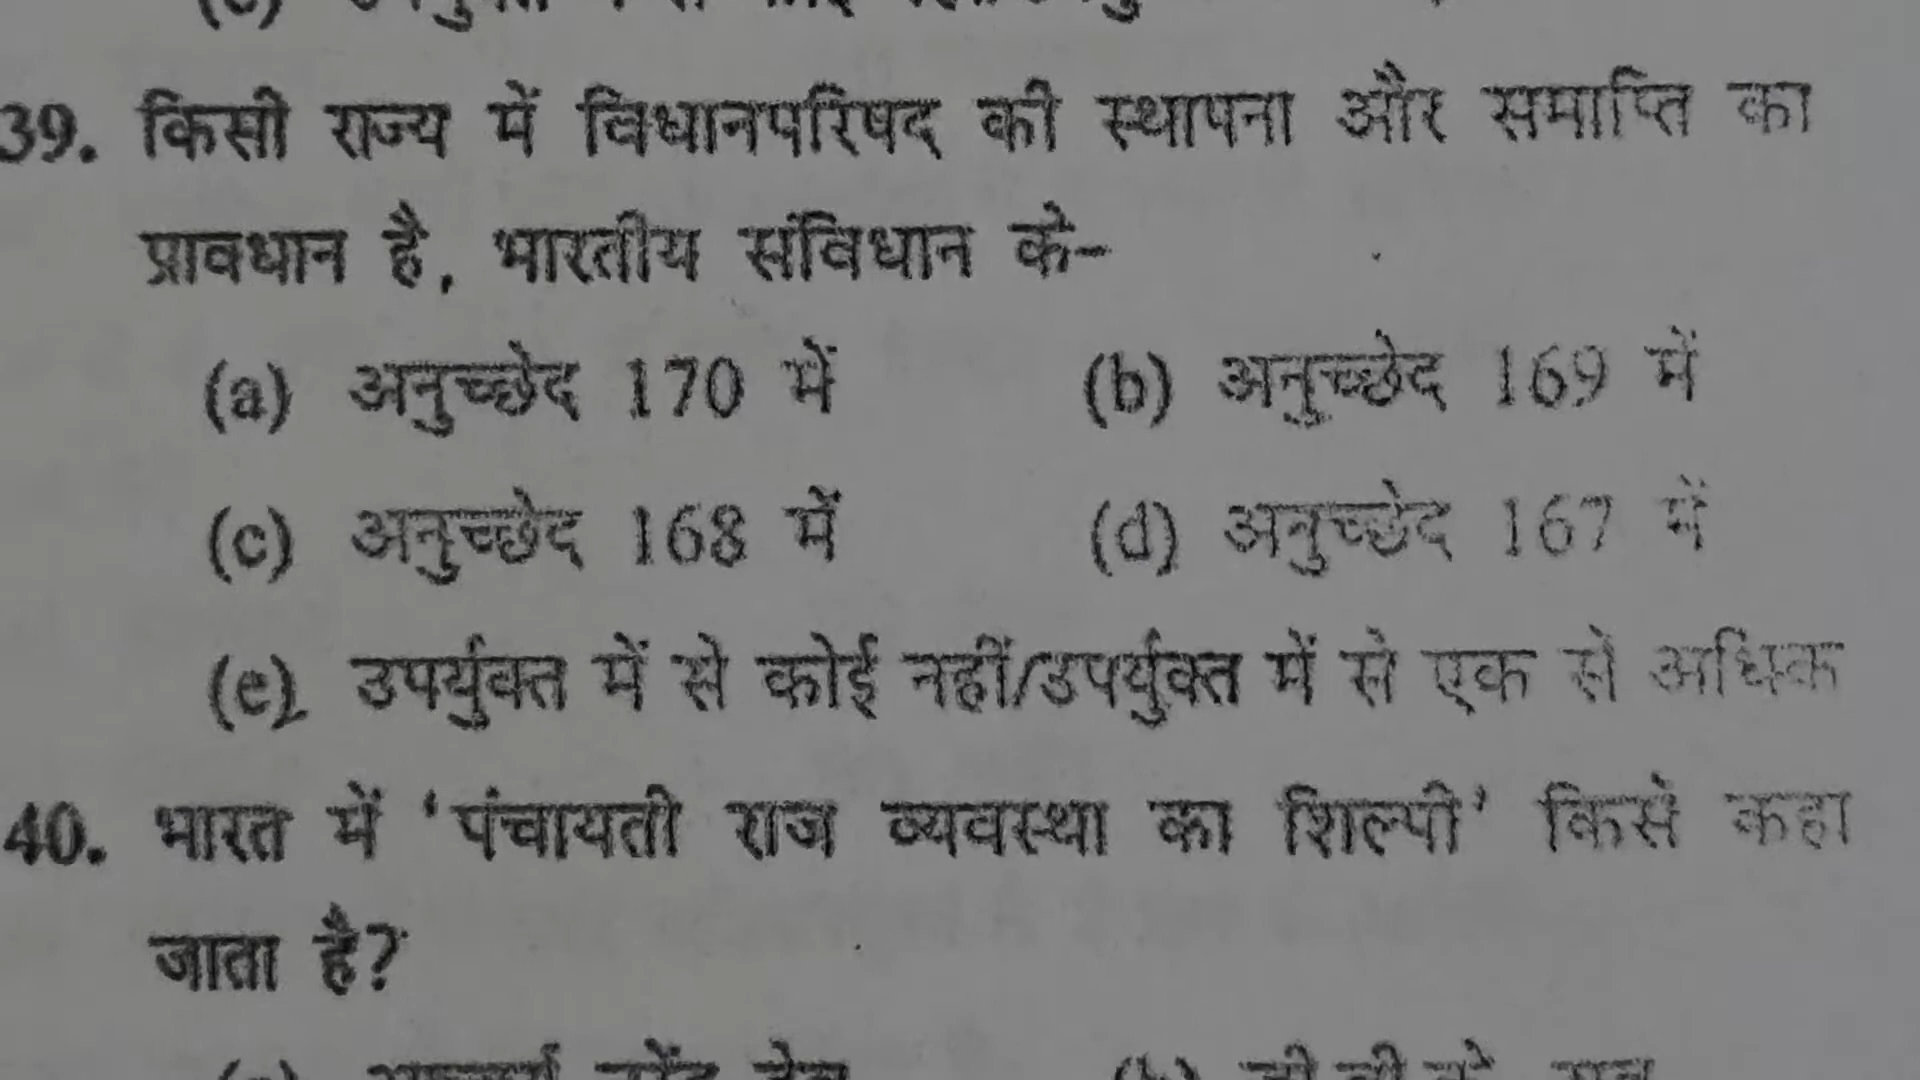 39. किसी राज्य में विधानपरिषद की स्थापना और समाप्ति का
प्रावधान है, भारतीय संविधान के-
(a) अनुच्छेद 170 में (b) अनुच्छेद 169 में
(c) अनुच्छेद 168 में (d) अनुच्छेद 167 में
(e) उपर्युक्त में से कोई नहीं/उपर्युक्त में से एक से अधिक
40. भारत में 'पंचायती राज व्यवस्था का शिल्पी' किसे कहा
जाता है?